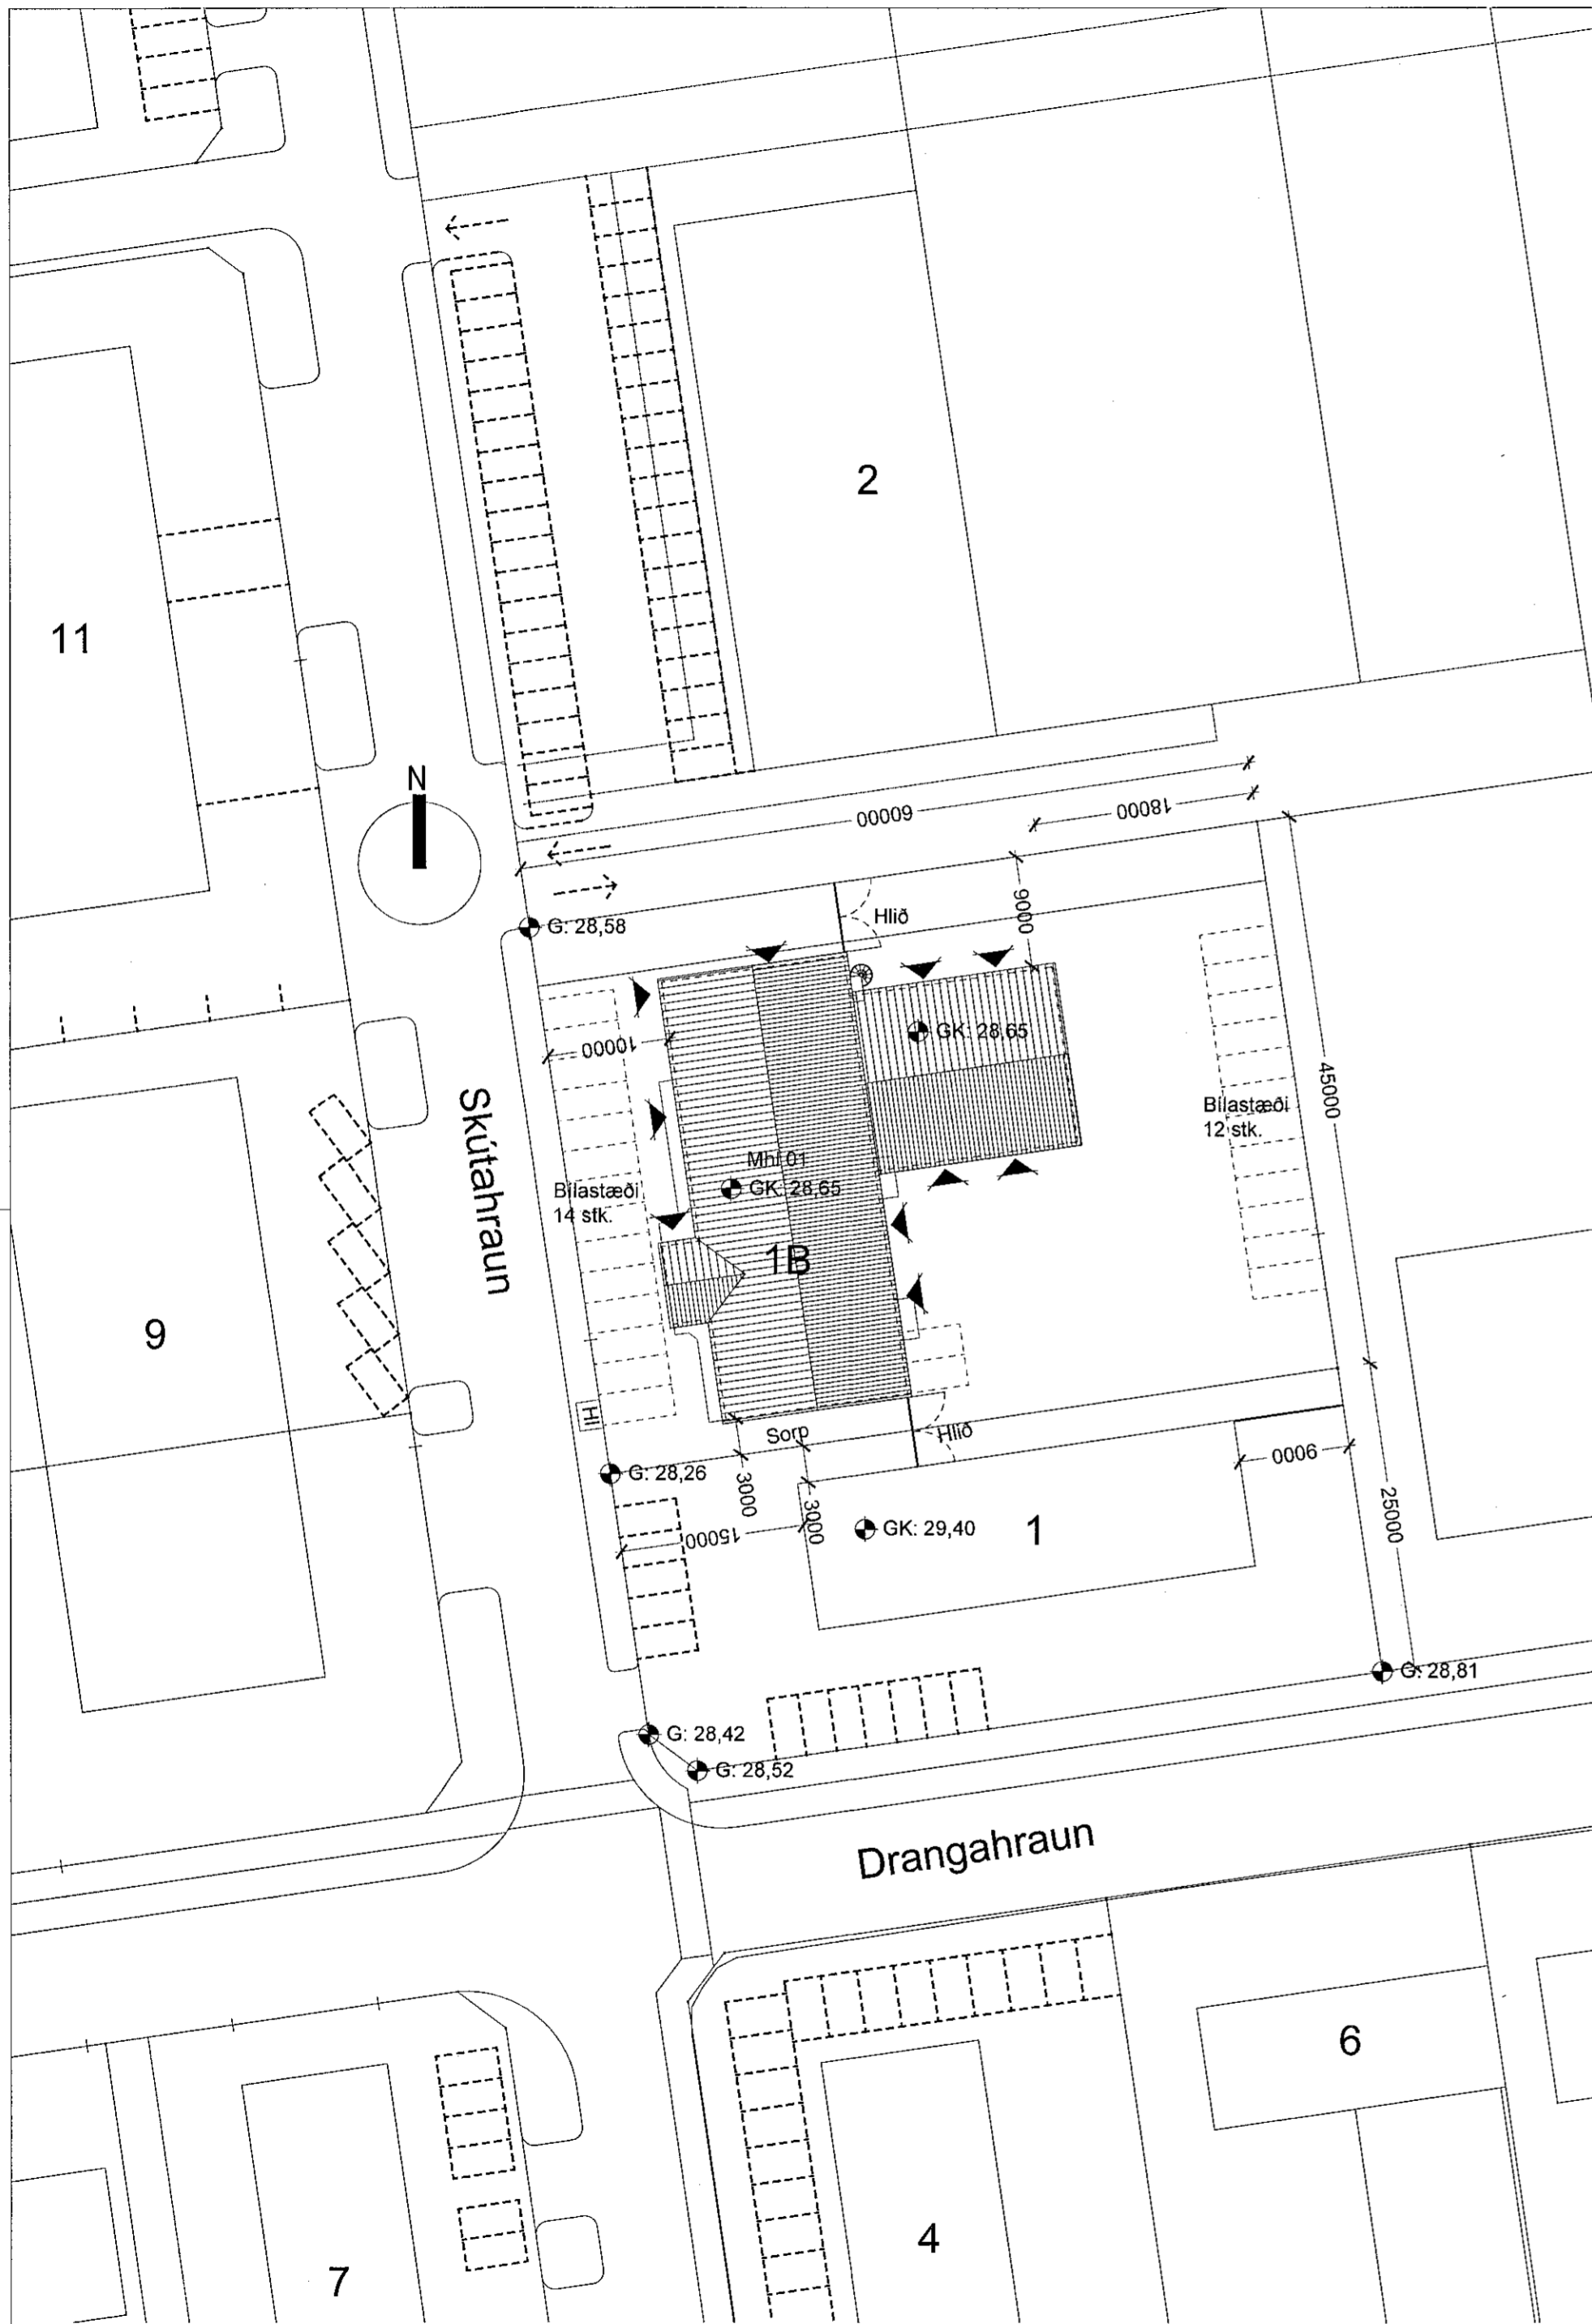 2
11
N
60000
18000
G: 28,58
Hlið
9000
GK: 28,65
10000
Skútahraun
45000
Bílastæði
12 stk.
Mhl 01
GK: 28,65
Bílastæði
14 stk.
1B
9
Hl
Sorp
Hlið
G: 28,26
3000
3000
15000
GK: 29,40
1
9000
25000
G: 28,81
G: 28,42
G: 28,52
Drangahraun
6
4
7